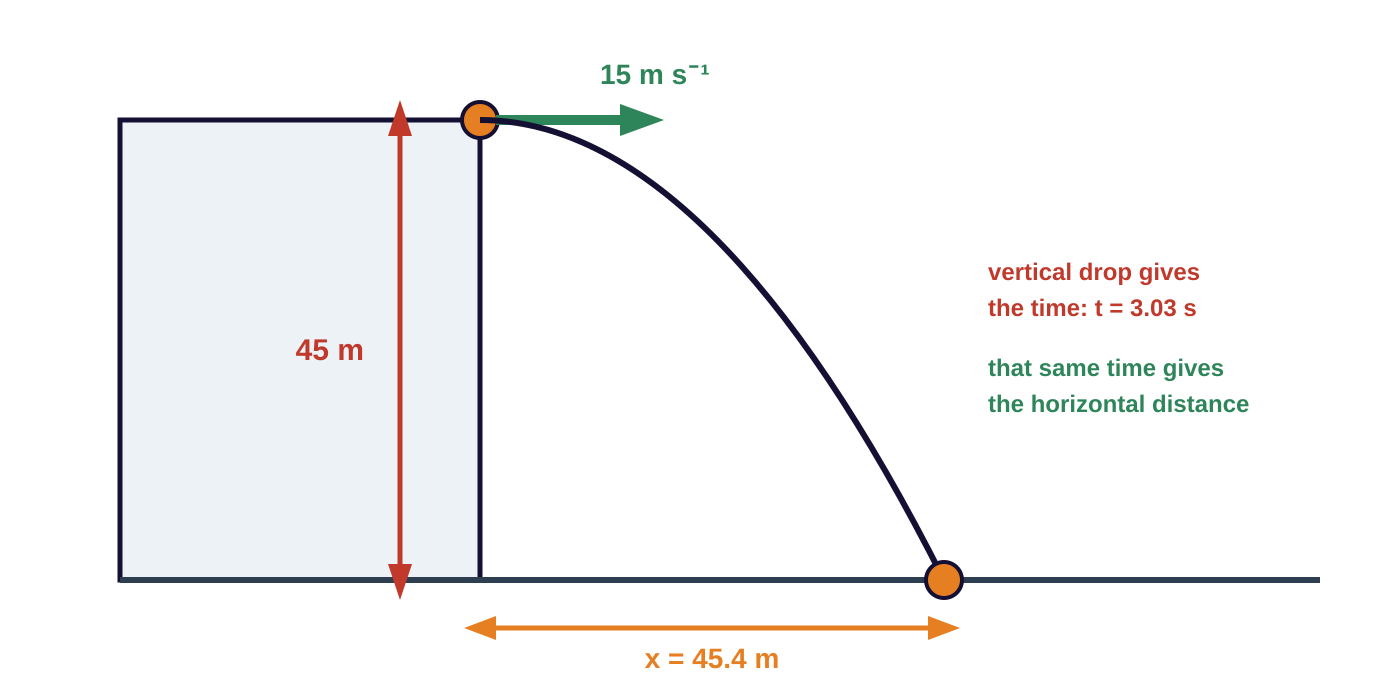 15 m s⁻¹
vertical drop gives
the time: t = 3.03 s
45 m
that same time gives
the horizontal distance
x = 45.4 m